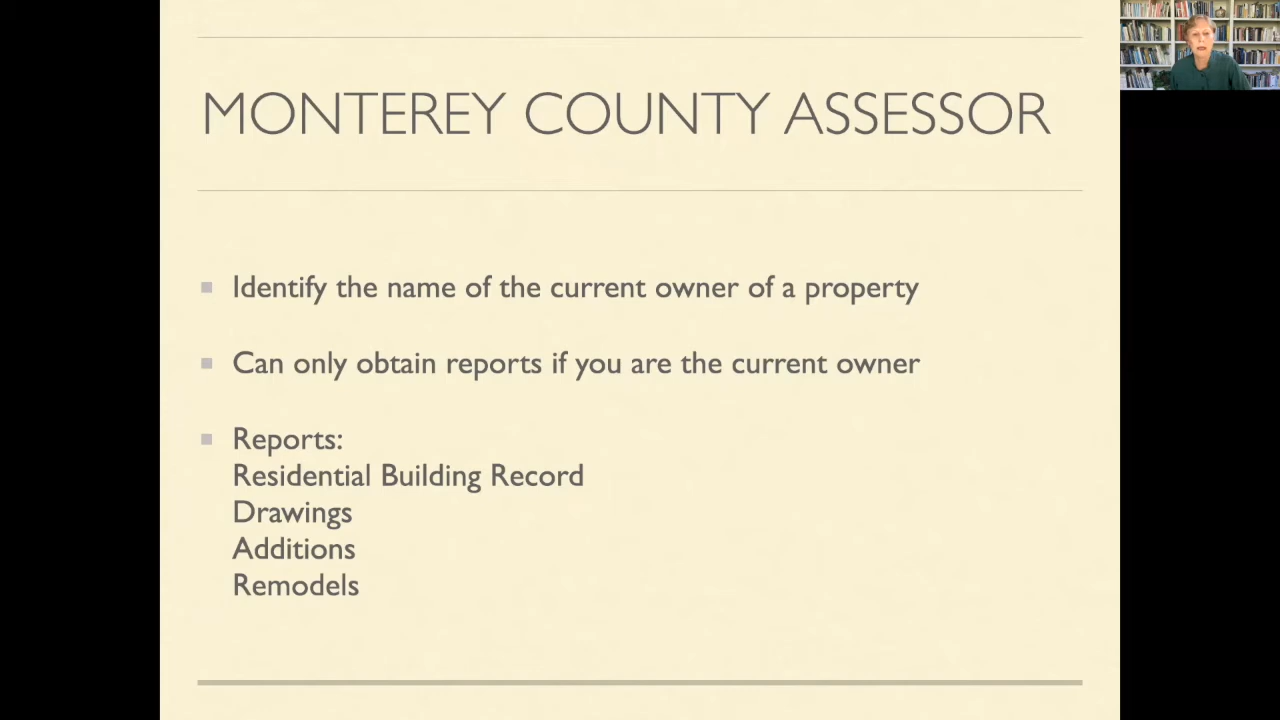 MONTEREY COUNTY ASSESSOR
Identify the name of the current owner of a property
Can only obtain reports if you are the current owner
Reports:
Residential Building Record
Drawings
Additions
Remodels